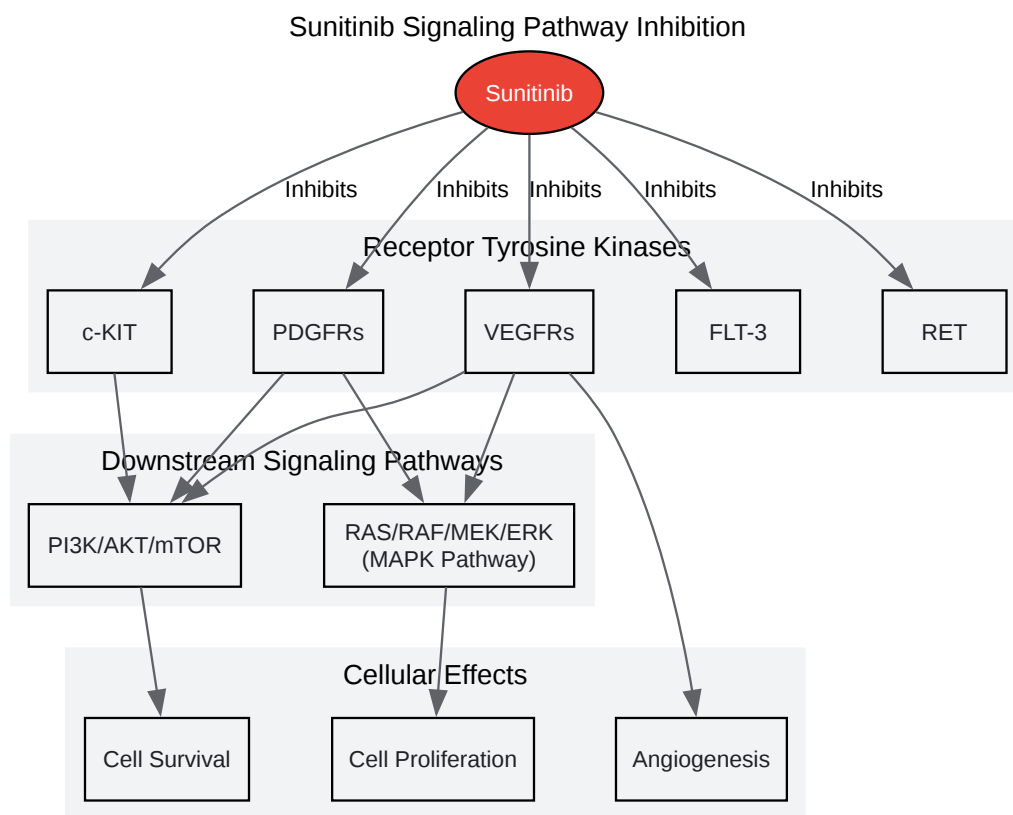 Sunitinib Signaling Pathway Inhibition
Sunitinib
Inhibits
Inhibits
Inhibits
Inhibits
Inhibits
Receptor Tyrosine Kinases
c-KIT
PDGFRs
VEGFRs
FLT-3
RET
Downstream Signaling Pathways
PI3K/AKT/mTOR
RAS/RAF/MEK/ERK
(MAPK Pathway)
Cellular Effects
Cell Survival
Cell Proliferation
Angiogenesis